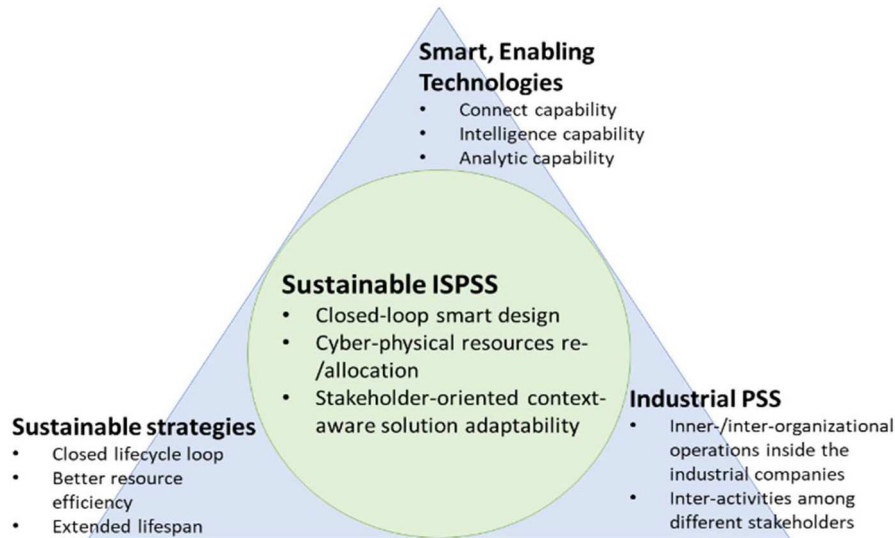 Smart, Enabling
Technologies
• Connect capability
• Intelligence capability
• Analytic capability
Sustainable ISPSS
• Closed-loop smart design
• Cyber-physical resources re-
/allocation
• Stakeholder-oriented context-
aware solution adaptability
Sustainable strategies
• Closed lifecycle loop
• Better resource
efficiency
• Extended lifespan
Industrial PSS
• Inner-/inter-organizational
operations inside the
industrial companies
• Inter-activities among
different stakeholders